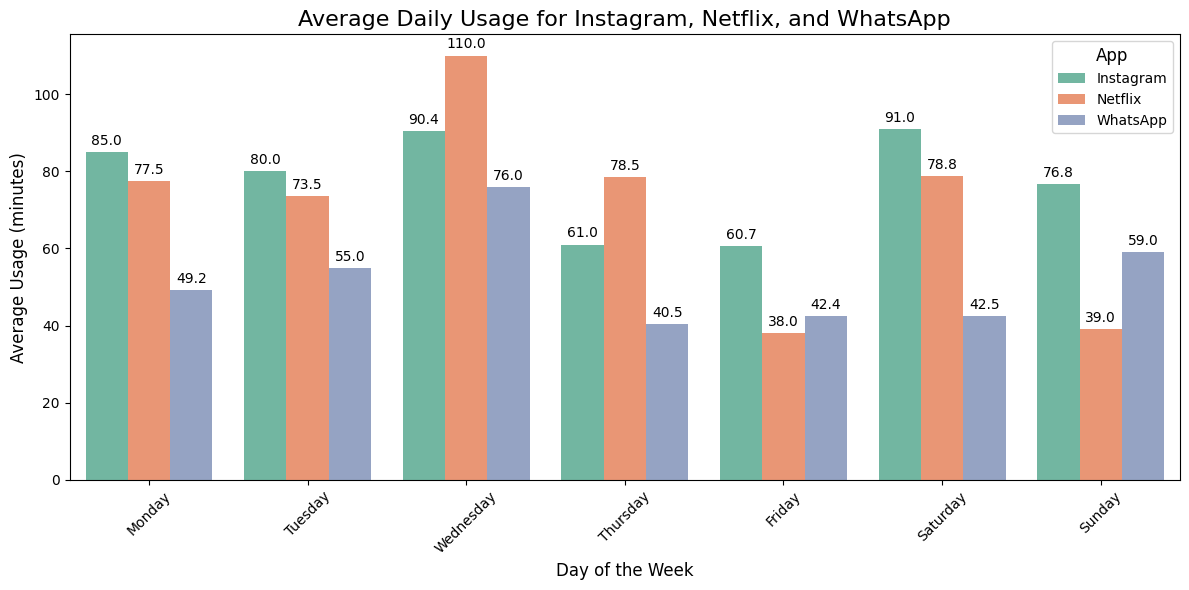 Average Daily Usage for Instagram, Netflix, and WhatsApp
App
Instagram
Netflix
WhatsApp
Average Usage (minutes)
100
80
60
40
20
0
85.0
77.5
49.2
80.0
73.5
55.0
90.4
110.0
76.0
61.0
78.5
40.5
60.7
38.0
42.4
91.0
78.8
42.5
76.8
39.0
59.0
Monday
Tuesday
Wednesday
Thursday
Friday
Saturday
Sunday
Day of the Week